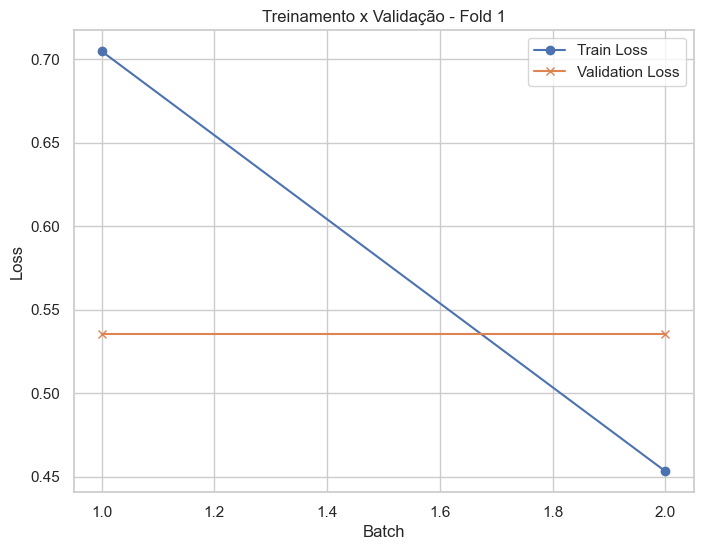 Treinamento x Validação - Fold 1
Train Loss
Validation Loss
0.70
0.65
0.60
0.55
0.50
0.45
Loss
1.0 1.2 1.4 1.6 1.8 2.0
Batch